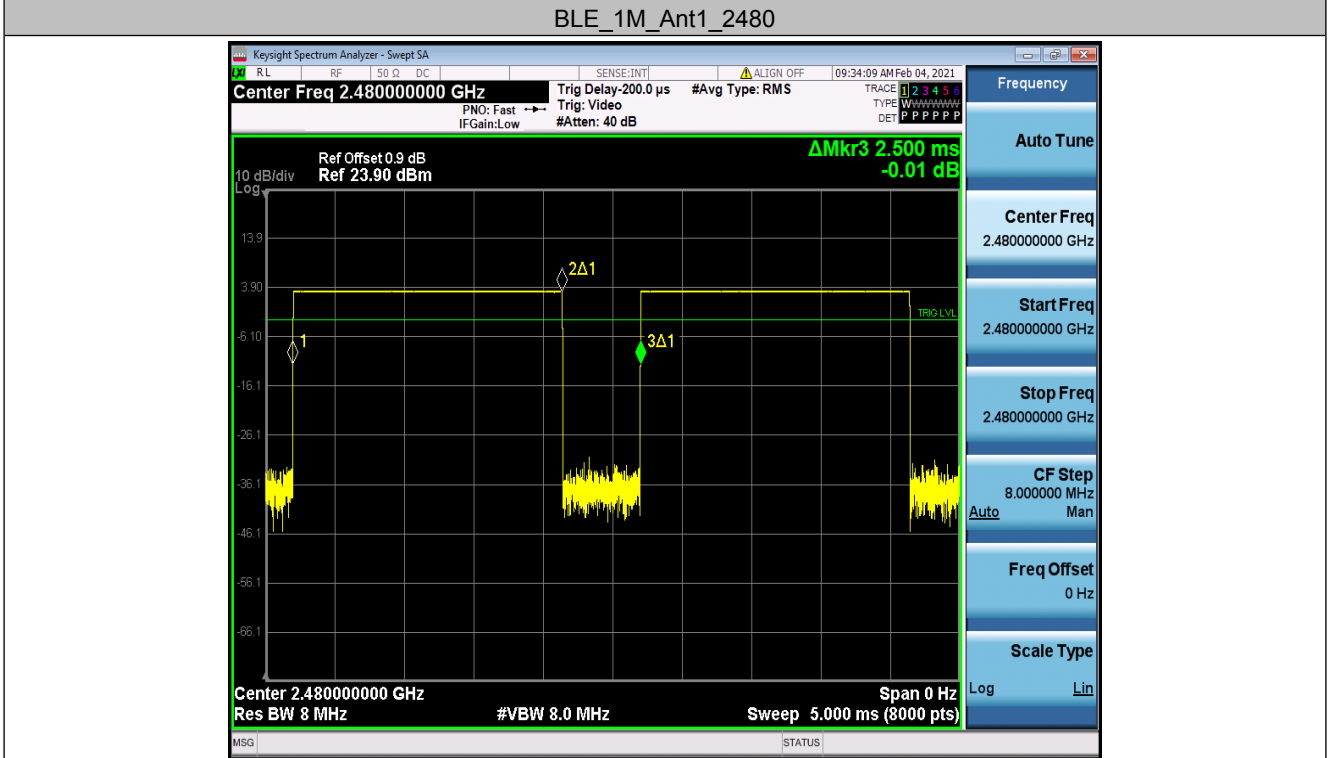 BLE_1M_Ant1_2480
Keysight Spectrum Analyzer - Swept SA
LXI RL RF 50 Ω DC SENSE:INT ALIGN OFF 09:34:09 AM Feb 04, 2021
Center Freq 2.480000000 GHz
PNO: Fast
IFGain:Low
Trig Delay-200.0 µs
Trig: Video
#Atten: 40 dB
#Avg Type: RMS
TRACE 1 2 3 4 5 6
TYPE WWWWWW
DET P P P P P P
ΔMkr3 2.500 ms
-0.01 dB
Ref Offset 0.9 dB
10 dB/div Ref 23.90 dBm
Log
13.9
3.90
-6.10
-16.1
-26.1
-36.1
-46.1
-56.1
-66.1
1
2Δ1
3Δ1
TRIG LVL
Center 2.480000000 GHz Span 0 Hz
Res BW 8 MHz #VBW 8.0 MHz Sweep 5.000 ms (8000 pts)
MSG STATUS
Frequency
Auto Tune
Center Freq
2.480000000 GHz
Start Freq
2.480000000 GHz
Stop Freq
2.480000000 GHz
CF Step
8.000000 MHz
Auto Man
Freq Offset
0 Hz
Scale Type
Log Lin